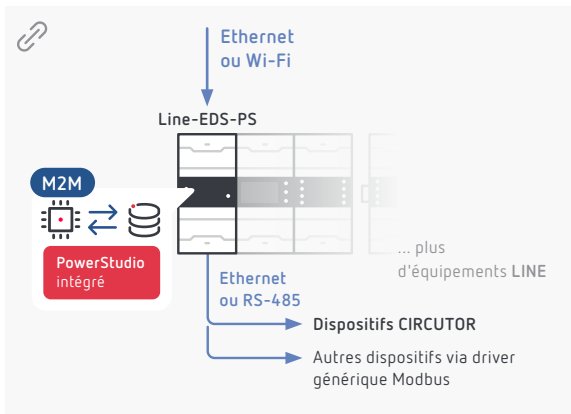 Ethernet
ou Wi-Fi
Line-EDS-PS
M2M
PowerStudio
intégré
... plus
d'équipements LINE
Ethernet
ou RS-485
Dispositifs CIRCUTOR
Autres dispositifs via driver
générique Modbus